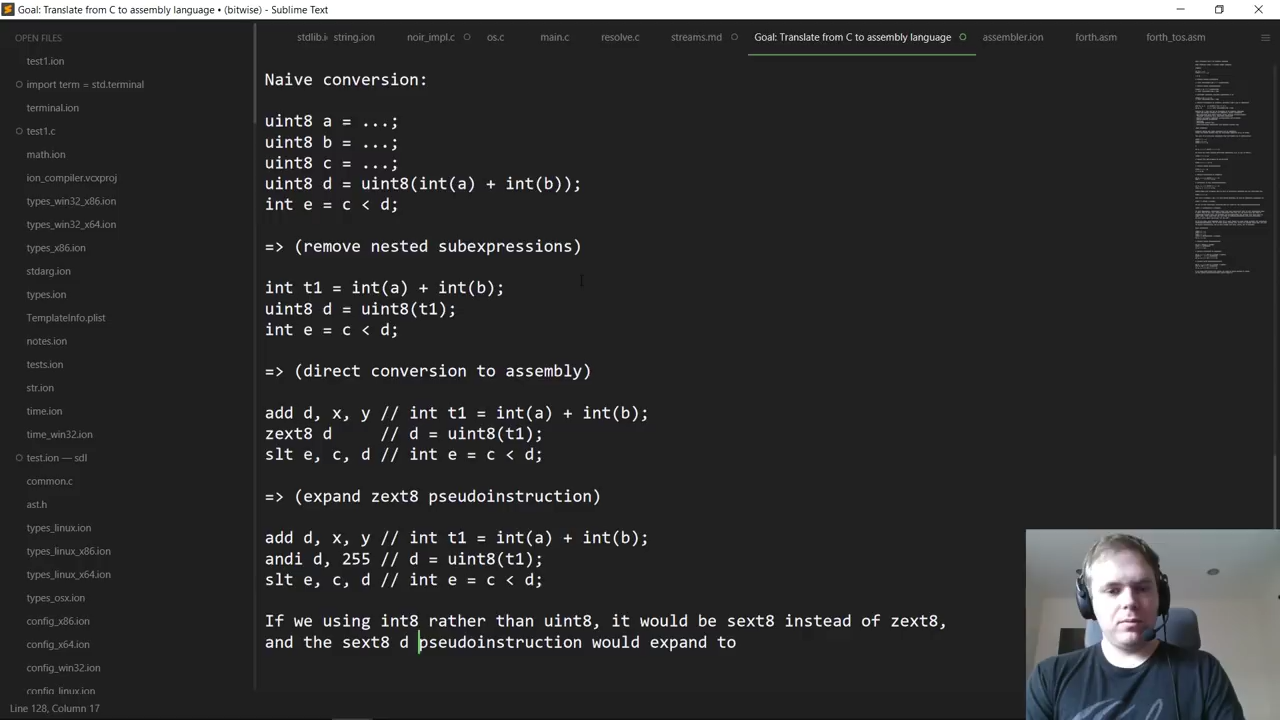 Goal: Translate from C to assembly language • (bitwise) - Sublime Text
OPEN FILES
test1.ion
import term = std.terminal
terminal.ion
test1.c
math.ion
ion_compiler.vcxproj
types_win32_x86.ion
types_win32_x64.ion
types_x86.ion
stdarg.ion
types.ion
TemplateInfo.plist
notes.ion
tests.ion
str.ion
time.ion
time_win32.ion
test.ion — sdl
common.c
ast.h
types_linux.ion
types_linux_x86.ion
types_linux_x64.ion
types_osx.ion
config_x86.ion
config_x64.ion
config_win32.ion
config_linux.ion
stdlib.i
string.ion
noir_impl.c
os.c
main.c
resolve.c
streams.md
Goal: Translate from C to assembly language
assembler.ion
forth.asm
forth_tos.asm
Naive conversion:
uint8 a = ...;
uint8 b = ...;
uint8 c = ...;
uint8 d = uint8(int(a) + int(b));
int e = c < d;
=> (remove nested subexpressions)
int t1 = int(a) + int(b);
uint8 d = uint8(t1);
int e = c < d;
=> (direct conversion to assembly)
add d, x, y // int t1 = int(a) + int(b);
zext8 d     // d = uint8(t1);
slt e, c, d // int e = c < d;
=> (expand zext8 pseudoinstruction)
add d, x, y // int t1 = int(a) + int(b);
andi d, 255 // d = uint8(t1);
slt e, c, d // int e = c < d;
If we using int8 rather than uint8, it would be sext8 instead of zext8,
and the sext8 d pseudoinstruction would expand to
Line 128, Column 17